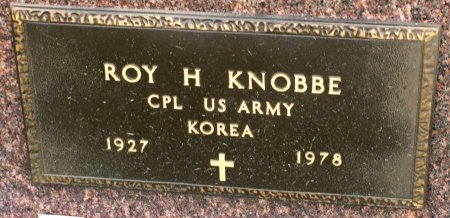 ROY H KNOBBE
CPL US ARMY
KOREA
1927 1978